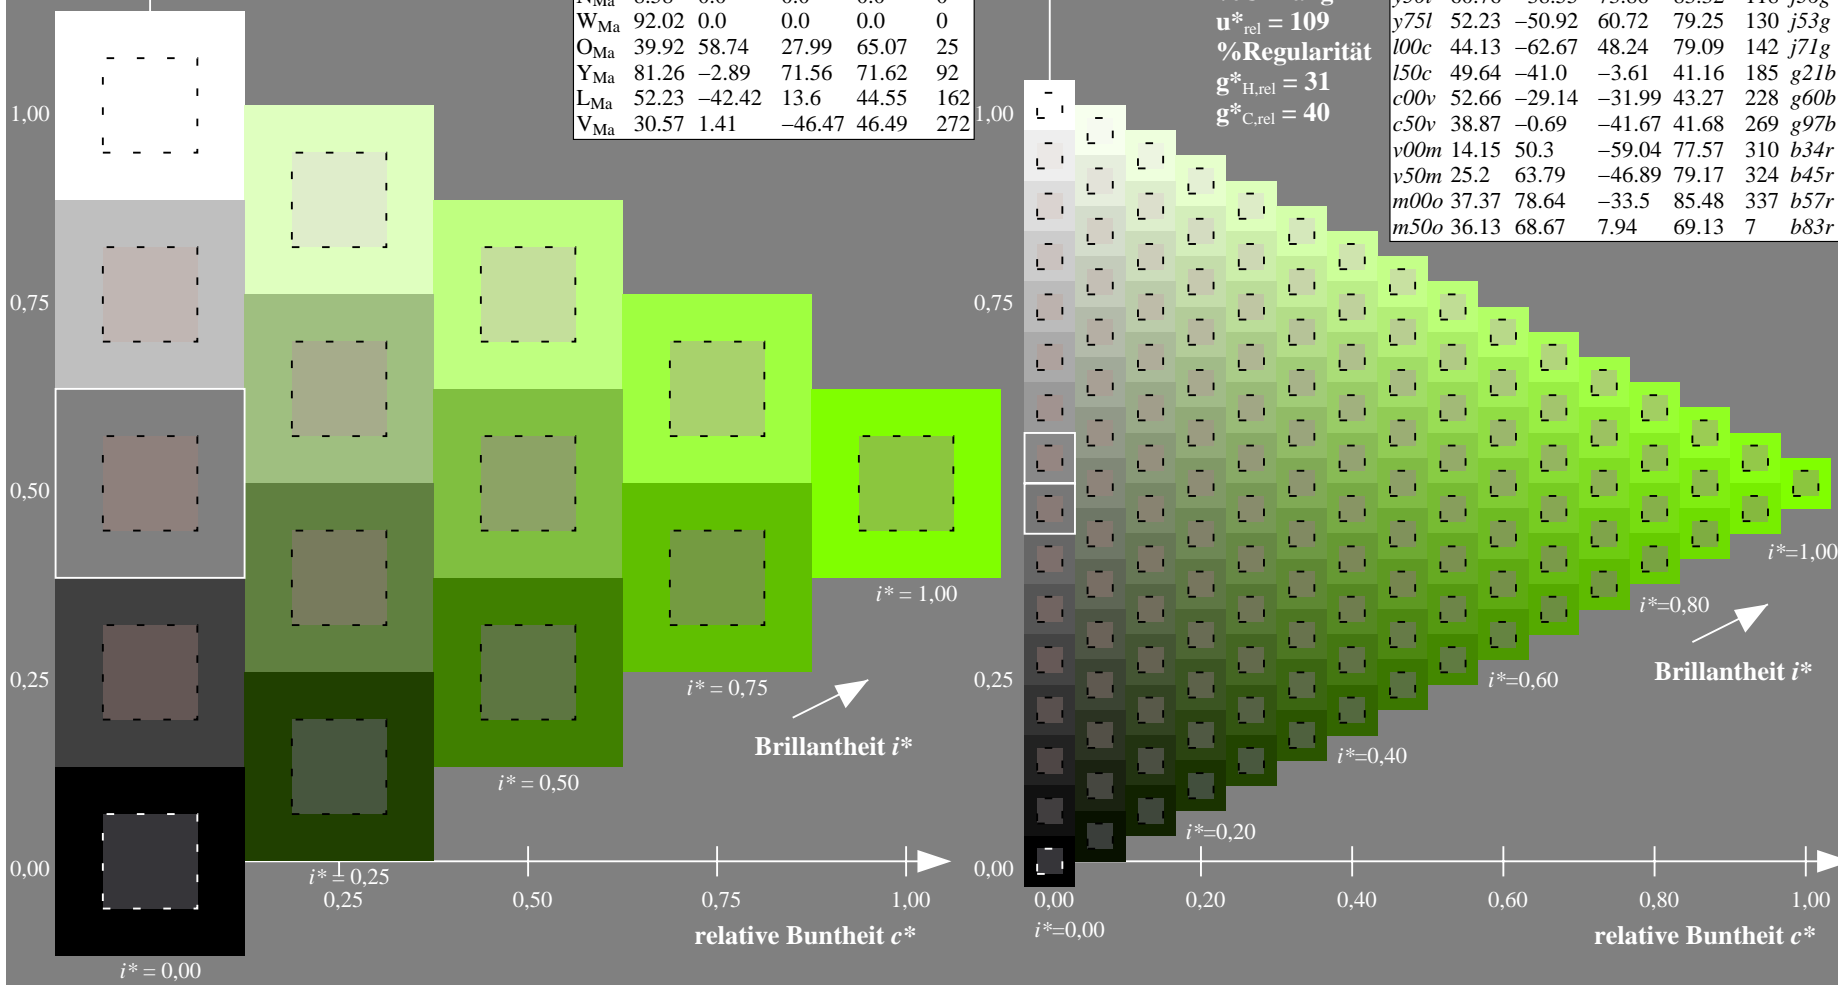 W Ma 92.02 0.0 0.0 0.0 0
O Ma 39.92 58.74 27.99 65.07 25
Y Ma 81.26 −2.89 71.56 71.62 92
L Ma 52.23 −42.42 13.6 44.55 162
V Ma 30.57 1.41 −46.47 46.49 272
1,00
0,75
0,50
0,25
0,00
i* = 1,00
i* = 0,75
Brillantheit i*
i* = 0,50
i* = 0,25
0,25 0,50 0,75 1,00
relative Buntheit c*
i* = 0,00
u* rel = 109
%Regularität
g* H,rel = 31
g* C,rel = 40
y75l 52.23 −50.92 60.72 79.25 130 j53g
l00c 44.13 −62.67 48.24 79.09 142 j71g
l50c 49.64 −41.0 −3.61 41.16 185 g21b
c00v 52.66 −29.14 −31.99 43.27 228 g60b
c50v 38.87 −0.69 −41.67 41.68 269 g97b
v00m 14.15 50.3 −59.04 77.57 310 b34r
v50m 25.2 63.79 −46.89 79.17 324 b45r
m00o 37.37 78.64 −33.5 85.48 337 b57r
m50o 36.13 68.67 7.94 69.13 7 b83r
1,00
0,75
0,50
0,25
0,00
i*=1,00
i*=0,80
Brillantheit i*
i*=0,60
i*=0,40
i*=0,20
0,00 0,20 0,40 0,60 0,80 1,00
i*=0,00
relative Buntheit c*